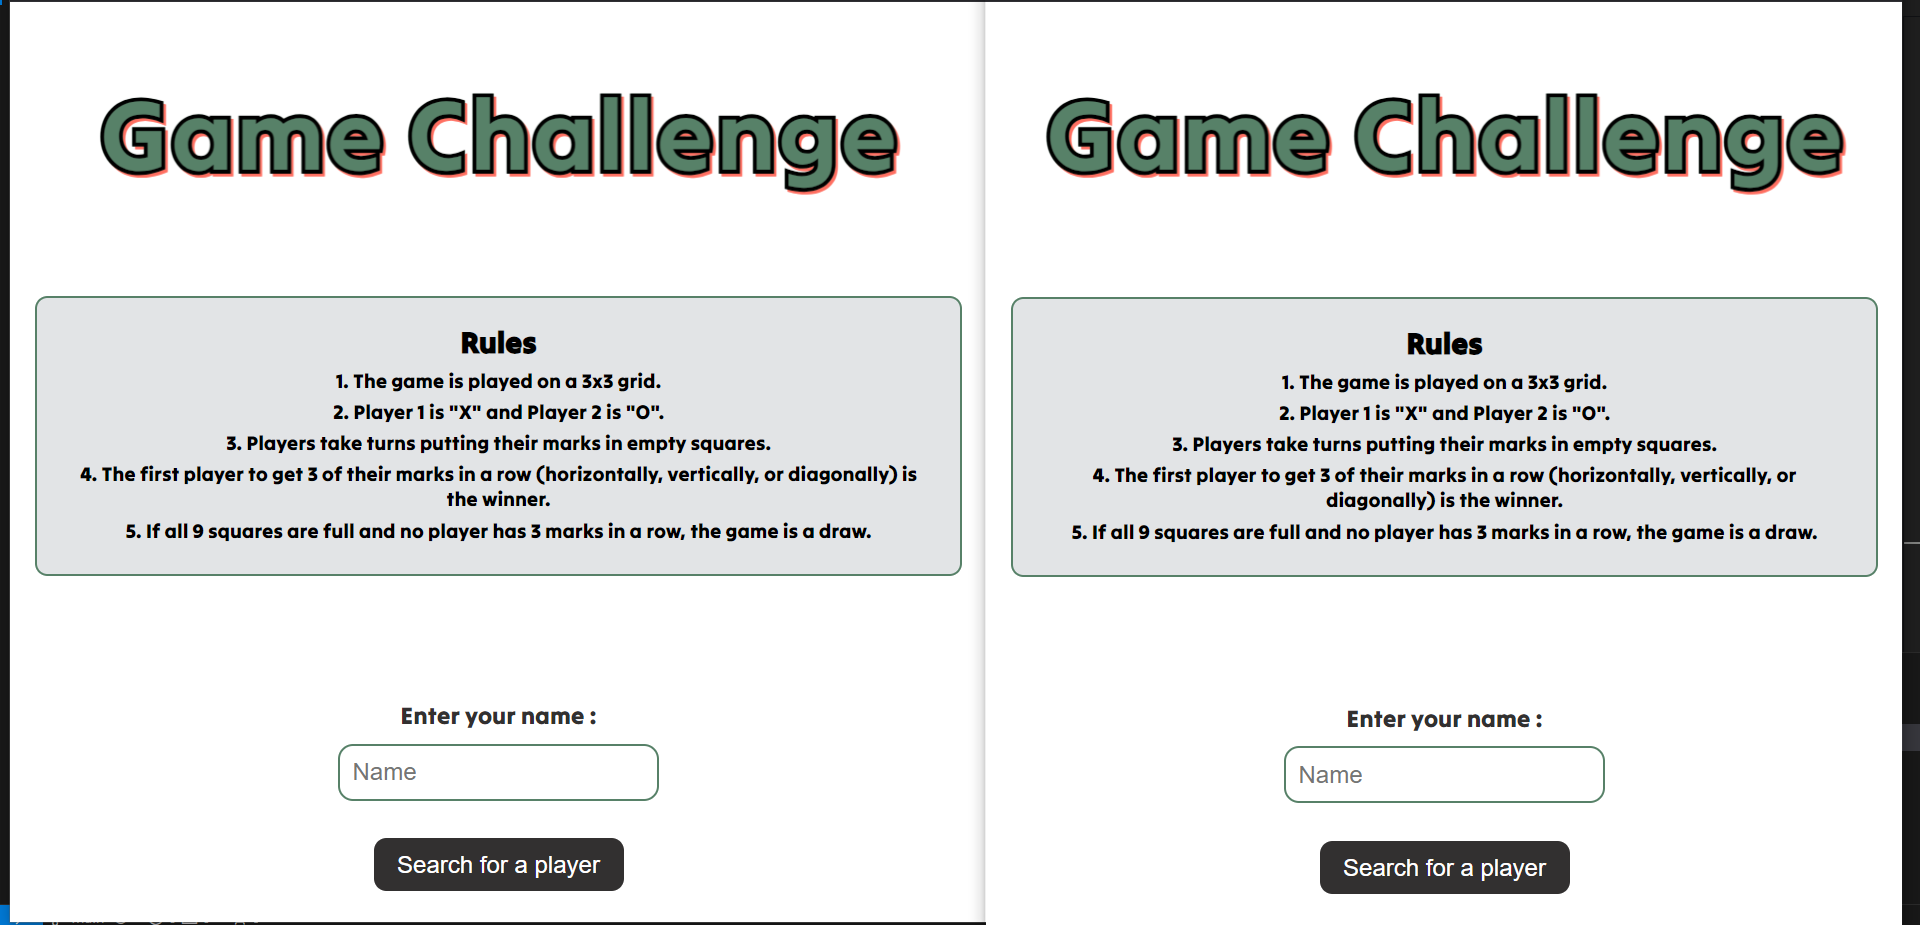 Game Challenge
Rules
1. The game is played on a 3x3 grid.
2. Player 1 is "X" and Player 2 is "O".
3. Players take turns putting their marks in empty squares.
4. The first player to get 3 of their marks in a row (horizontally, vertically, or diagonally) is
the winner.
5. If all 9 squares are full and no player has 3 marks in a row, the game is a draw.
Enter your name :
Name
Search for a player
Game Challenge
Rules
1. The game is played on a 3x3 grid.
2. Player 1 is "X" and Player 2 is "O".
3. Players take turns putting their marks in empty squares.
4. The first player to get 3 of their marks in a row (horizontally, vertically, or
diagonally) is the winner.
5. If all 9 squares are full and no player has 3 marks in a row, the game is a draw.
Enter your name :
Name
Search for a player